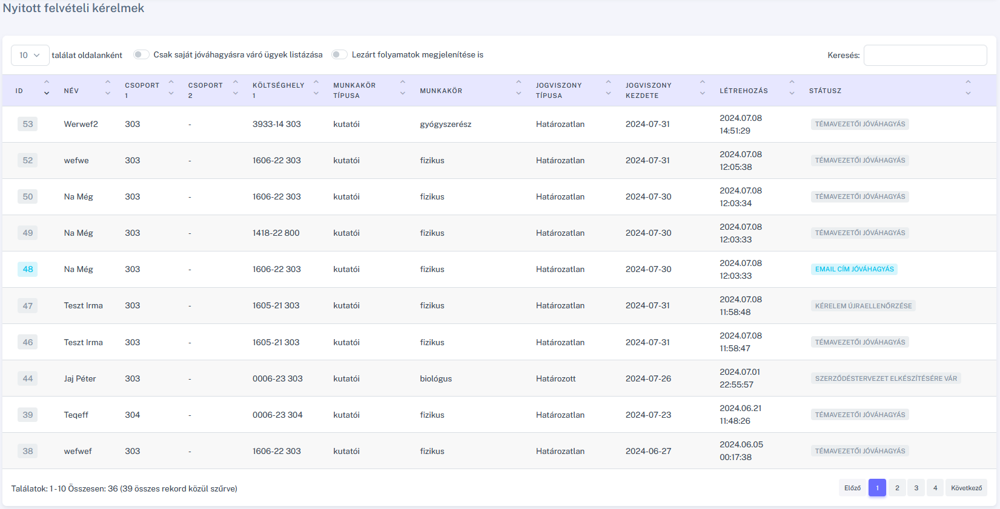 Nyitott felvételi kérelmek
10 találat oldalanként Csak saját jóváhagyásra váró ügyek listázása Lezárt folyamatok megjelenítése is Keresés:
ID NÉV CSOPORT 1 CSOPORT 2 KÖLTSÉGHELY 1 MUNKAKÖR TÍPUSA MUNKAKÖR JOGVISZONY TÍPUSA JOGVISZONY KEZDETE LÉTREHOZÁS STÁTUSZ
53 Werwef2 303 - 3933-14 303 kutatói gyógyszerész Határozatlan 2024-07-31 2024.07.08 14:51:29 TÉMAVEZETŐI JÓVÁHAGYÁS
52 wefwe 303 - 1606-22 303 kutatói fizikus Határozatlan 2024-07-31 2024.07.08 12:05:38 TÉMAVEZETŐI JÓVÁHAGYÁS
50 Na Még 303 - 1606-22 303 kutatói fizikus Határozatlan 2024-07-30 2024.07.08 12:03:34 TÉMAVEZETŐI JÓVÁHAGYÁS
49 Na Még 303 - 1418-22 800 kutatói fizikus Határozatlan 2024-07-30 2024.07.08 12:03:33 TÉMAVEZETŐI JÓVÁHAGYÁS
48 Na Még 303 - 1606-22 303 kutatói fizikus Határozatlan 2024-07-30 2024.07.08 12:03:33 EMAIL CÍM JÓVÁHAGYÁS
47 Teszt Irma 303 - 1605-21 303 kutatói fizikus Határozatlan 2024-07-31 2024.07.08 11:58:48 KÉRELEM ÚJRAELLENŐRZÉSE
46 Teszt Irma 303 - 1605-21 303 kutatói fizikus Határozatlan 2024-07-31 2024.07.08 11:58:47 TÉMAVEZETŐI JÓVÁHAGYÁS
44 Jaj Péter 303 - 0006-23 303 kutatói biológus Határozott 2024-07-26 2024.07.01 22:55:57 SZERZŐDÉSTERVEZET ELKÉSZÍTÉSÉRE VÁR
39 Teqeff 304 - 0006-23 304 kutatói fizikus Határozatlan 2024-07-23 2024.06.21 11:48:26 TÉMAVEZETŐI JÓVÁHAGYÁS
38 wefwef 303 - 1606-22 303 kutatói fizikus Határozatlan 2024-06-27 2024.06.05 00:17:38 TÉMAVEZETŐI JÓVÁHAGYÁS
Találatok: 1 - 10 Összesen: 36 (39 összes rekord közül szűrve) Előző 1 2 3 4 Következő